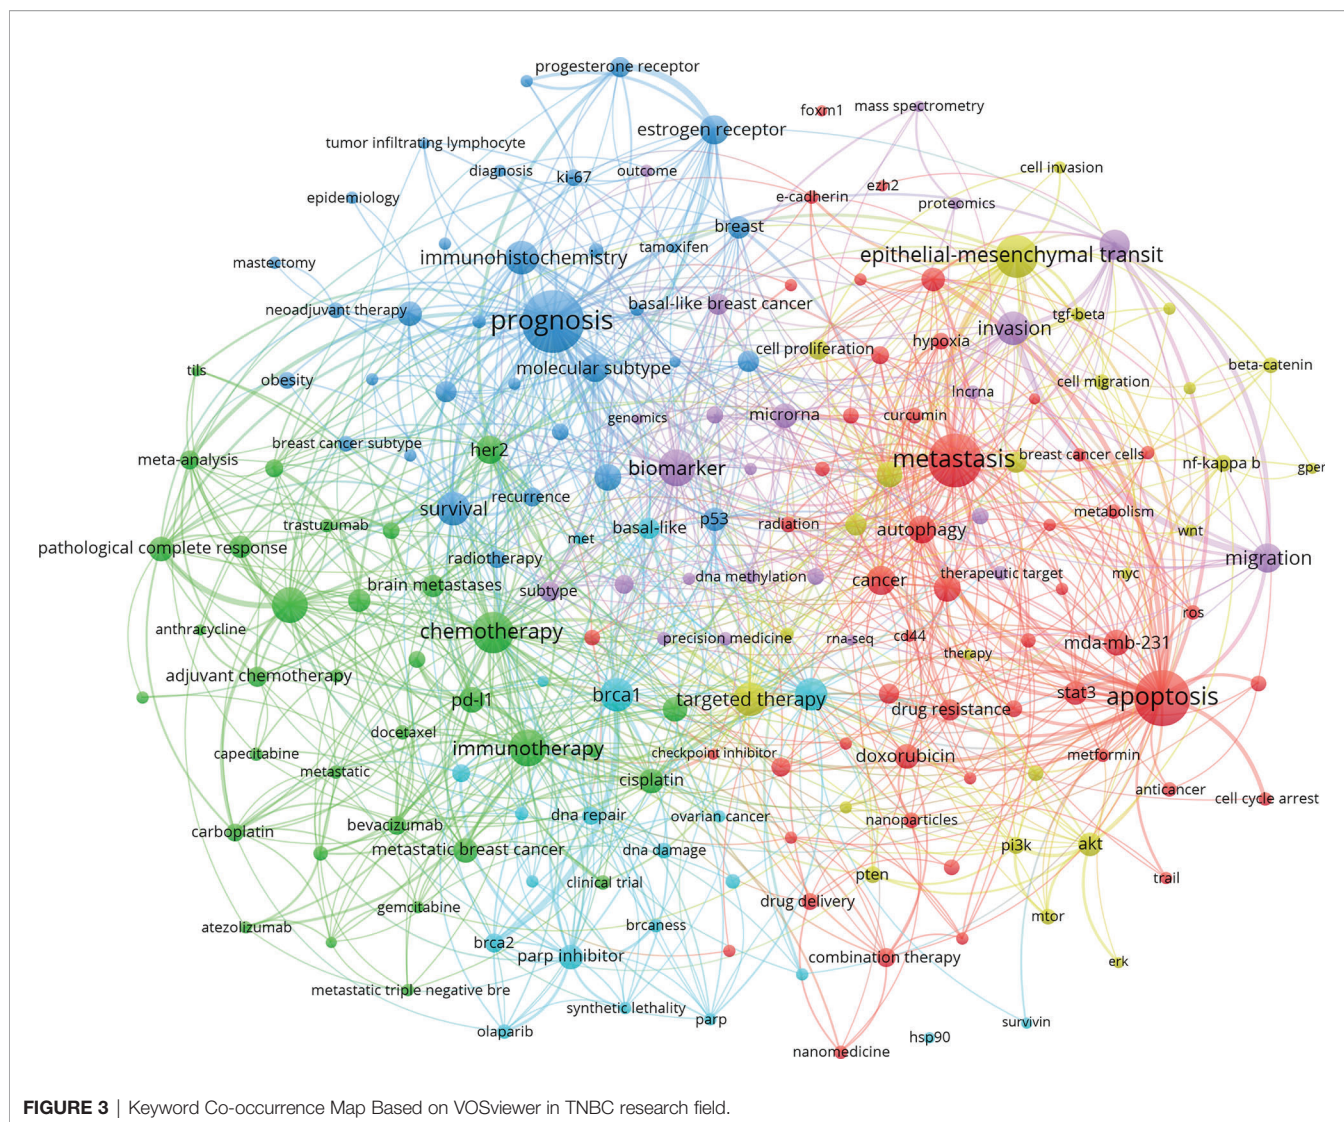 progesterone receptor
foxm1
mass spectrometry
estrogen receptor
tumor infiltrating lymphocyte
diagnosis
ki-67
outcome
cell invasion
epidemiology
e-cadherin
ezh2
proteomics
breast
tamoxifen
immunohistochemistry
epithelial-mesenchymal transit
mastectomy
neoadjuvant therapy
basal-like breast cancer
prognosis
invasion
tgf-beta
cell proliferation
hypoxia
tils
obesity
molecular subtype
cell migration
beta-catenin
lncrna
genomics
microrna
curcumin
breast cancer subtype
her2
meta-analysis
biomarker
metastasis
breast cancer cells
nf-kappa b
gper
recurrence
survival
trastuzumab
basal-like
p53
radiation
autophagy
metabolism
wnt
met
pathological complete response
radiotherapy
migration
brain metastases
subtype
dna methylation
cancer
therapeutic target
myc
ros
anthracycline
chemotherapy
precision medicine
rna-seq
cd44
therapy
mda-mb-231
adjuvant chemotherapy
pd-l1
brca1
targeted therapy
drug resistance
stat3
apoptosis
docetaxel
capecitabine
immunotherapy
checkpoint inhibitor
doxorubicin
metformin
metastatic
cisplatin
anticancer
cell cycle arrest
carboplatin
bevacizumab
dna repair
ovarian cancer
nanoparticles
metastatic breast cancer
dna damage
pi3k
akt
clinical trial
pten
trail
gemcitabine
drug delivery
atezolizumab
brcaness
mtor
brca2
parp inhibitor
combination therapy
erk
metastatic triple negative bre
synthetic lethality
parp
olaparib
hsp90
survivin
nanomedicine
FIGURE 3 | Keyword Co-occurrence Map Based on VOSviewer in TNBC research field.